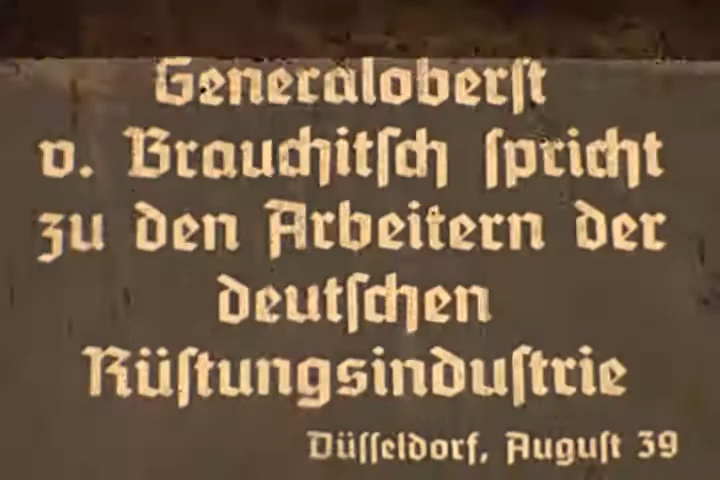 Generaloberſt
v. Brauchitſch ſpricht
zu den Arbeitern der
deutſchen
Rüſtungsinduſtrie
Düſſeldorf, Auguſt 39